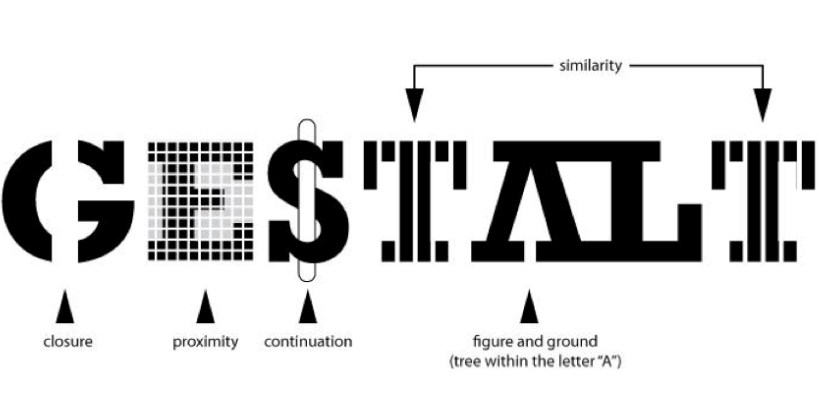 similarity
GESTALT
closure
proximity
continuation
figure and ground
(tree within the letter “A”)